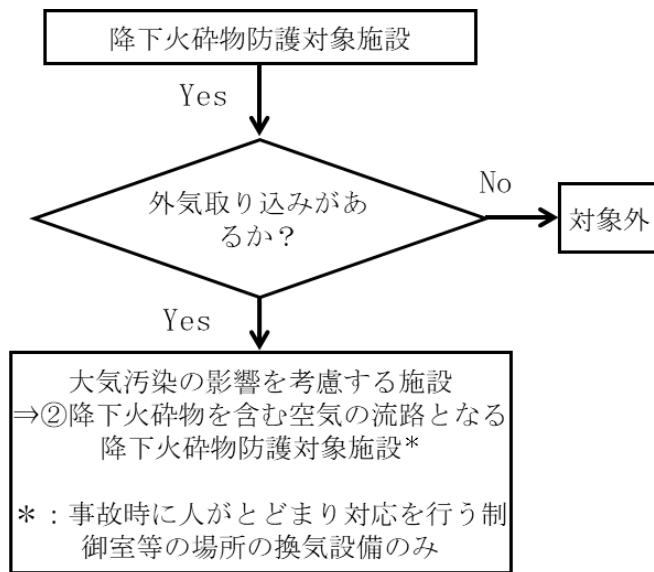 降下火砕物防護対象施設
Yes
外気取り込みがあ
るか？
No
対象外
Yes
大気汚染の影響を考慮する施設
⇒②降下火砕物を含む空気の流路となる
降下火砕物防護対象施設*
*：事故時に人がとどまり対応を行う制
御室等の場所の換気設備のみ